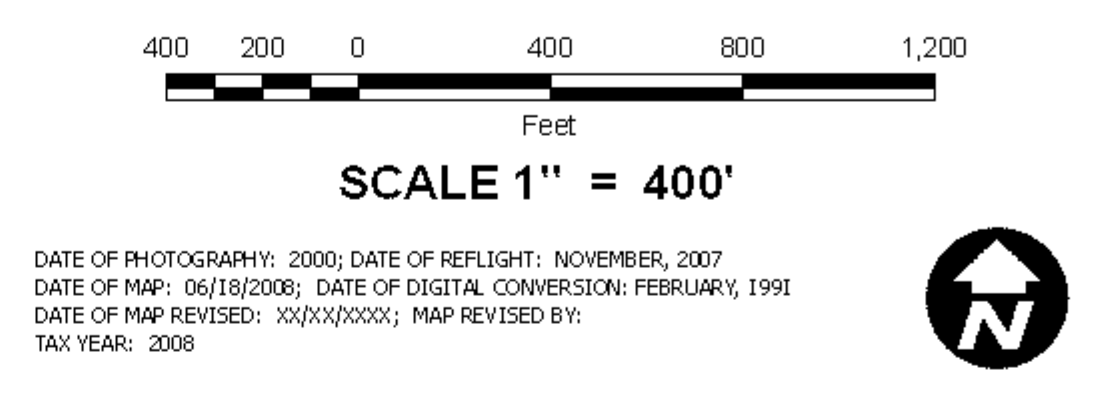 400 200 0 400 800 1,200
Feet
SCALE 1" = 400'
DATE OF PHOTOGRAPHY: 2000; DATE OF REFLIGHT: NOVEMBER, 2007
DATE OF MAP: 06/I8/2008; DATE OF DIGITAL CONVERSION: FEBRUARY, I99I
DATE OF MAP REVISED: XX/XX/XXXX; MAP REVISED BY:
TAX YEAR: 2008
N